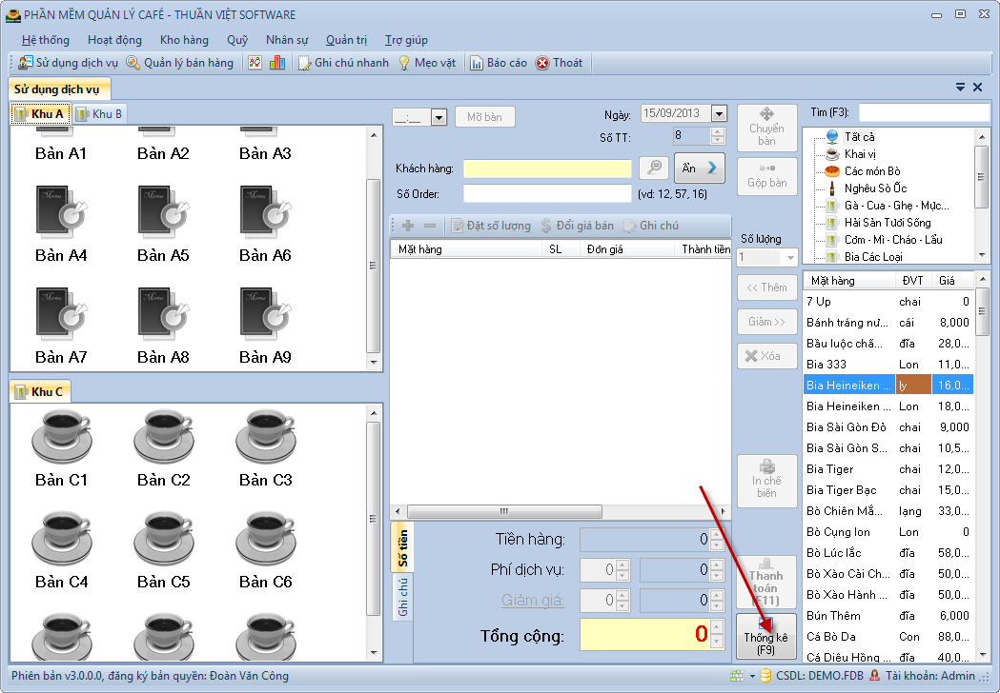 PHẦN MỀM QUẢN LÝ CAFÉ - THUẦN VIỆT SOFTWARE
Hệ thống Hoạt động Kho hàng Quỹ Nhân sự Quản trị Trợ giúp
Sử dụng dịch vụ Quản lý bán hàng Ghi chú nhanh Mẹo vặt Báo cáo Thoát
Sử dụng dịch vụ
Khu A Khu B
Bàn A1 Bàn A2 Bàn A3
Menu Menu Menu
Bàn A4 Bàn A5 Bàn A6
Menu Menu Menu
Bàn A7 Bàn A8 Bàn A9
Khu C
Bàn C1 Bàn C2 Bàn C3
Bàn C4 Bàn C5 Bàn C6
__:__ Mở bàn
Ngày: 15/09/2013
Số TT: 8
Khách hàng: Ẩn
Số Order: (vd: 12, 57, 16)
Đặt số lượng Đổi giá bán Ghi chú
Mặt hàng SL Đơn giá Thành tiền
Số tiền
Ghi chú
Tiền hàng: 0
Phí dịch vụ: 0 0
Giảm giá: 0 0
Tổng cộng: 0
Chuyển
bàn
Gộp bàn
Số lượng
1
<< Thêm
Giảm >>
Xóa
In chế
biến
Thanh
toán
(F11)
Thống kê
(F9)
Tìm (F3):
Tất cả
Khai vị
Các món Bò
Nghêu Sò Ốc
Gà - Cua - Ghẹ - Mực...
Hải Sản Tươi Sống
Cơm - Mì - Cháo - Lẩu
Bia Các Loại
Mặt hàng ĐVT Giá
7 Up chai 0
Bánh tráng nư... cái 8,000
Bầu luộc chấ... đĩa 28,0...
Bia 333 Lon 11,0...
Bia Heineiken ... ly 16,0...
Bia Heineiken ... Lon 18,0...
Bia Sài Gòn Đỏ chai 9,000
Bia Sài Gòn S... chai 10,5...
Bia Tiger chai 12,0...
Bia Tiger Bạc chai 15,0...
Bò Chiên Mắ... lạng 33,0...
Bò Cụng lon Lon 0
Bò Lúc lắc đĩa 58,0...
Bò Xào Cải Ch... đĩa 50,0...
Bò Xào Hành ... đĩa 50,0...
Bún Thêm đĩa 6,000
Cá Bò Da Con 88,0...
Cá Diêu Hồng ... đĩa 40,0...
Phiên bản v3.0.0.0, đăng ký bản quyền: Đoàn Văn Công
CSDL: DEMO.FDB Tài khoản: Admin